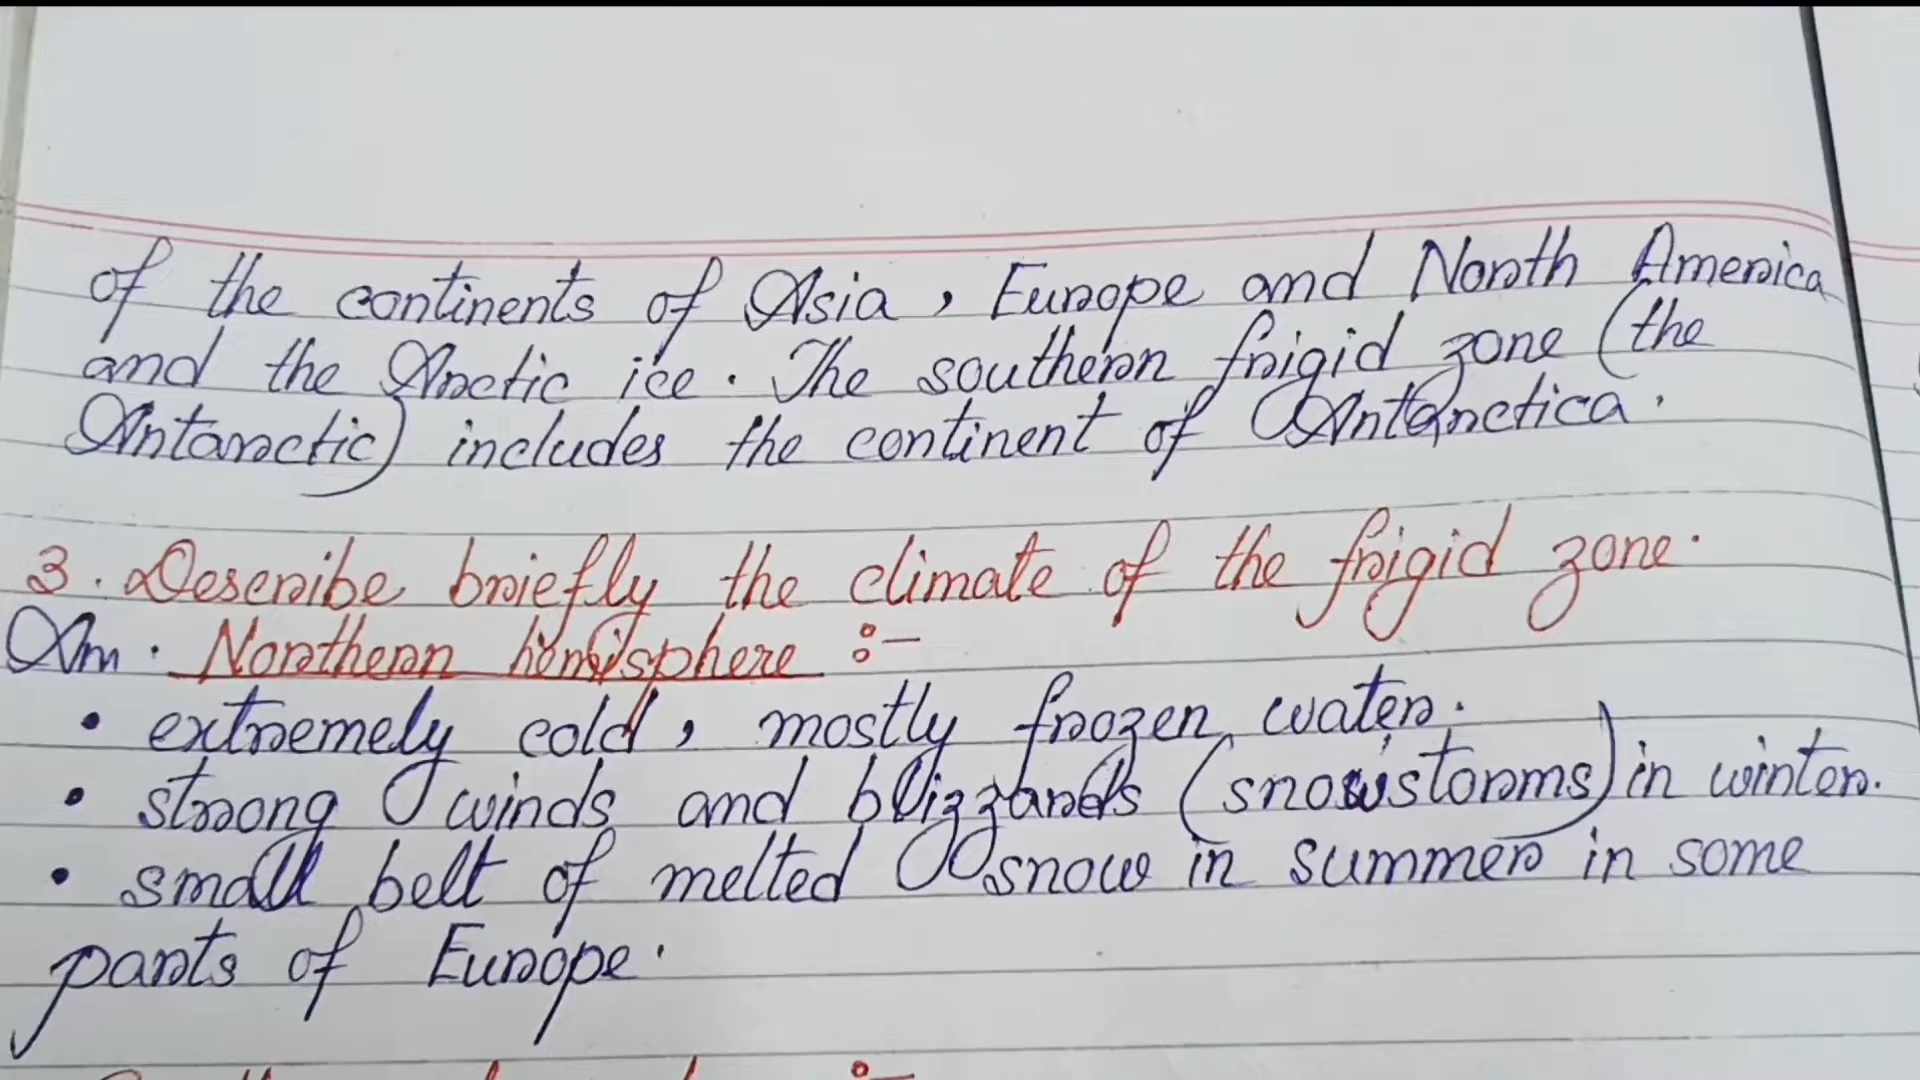 of the continents of Asia, Europe and North America
and the Arctic ice. The southern frigid zone (the
Antarctic) includes the continent of Antarctica.
3. Describe briefly the climate of the frigid zone.
Ans. Northern hemisphere :-
• extremely cold, mostly frozen water.
• strong winds and blizzards (snowstorms) in winter.
• small belt of melted snow in summer in some
parts of Europe.